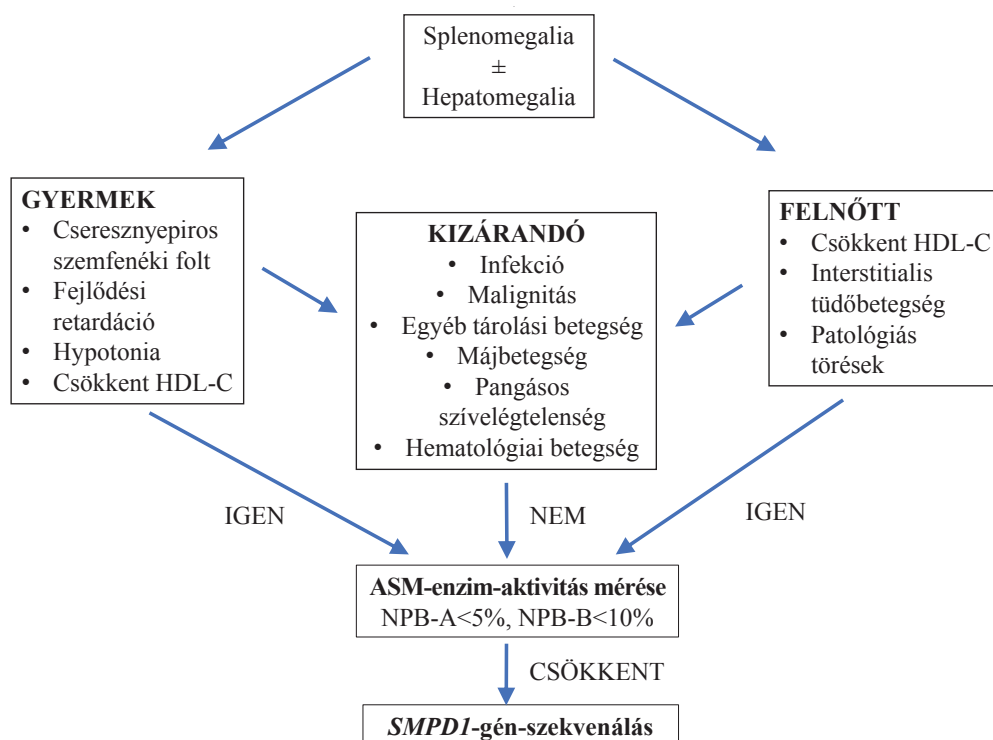 Splenomegalia
±
Hepatomegalia
GYERMEK
• Cseresznyepiros
szemfenéki folt
• Fejlődési
retardáció
• Hypotonia
• Csökkent HDL-C
KIZÁRANDÓ
• Infekció
• Malignitás
• Egyéb tárolási betegség
• Májbetegség
• Pangásos
szívelégtelenség
• Hematológiai betegség
FELNŐTT
• Csökkent HDL-C
• Interstitialis
tüdőbetegség
• Patológiás
törések
IGEN
NEM
IGEN
ASM-enzim-aktivitás mérése
NPB-A<5%, NPB-B<10%
CSÖKKENT
SMPD1-gén-szekvenálás